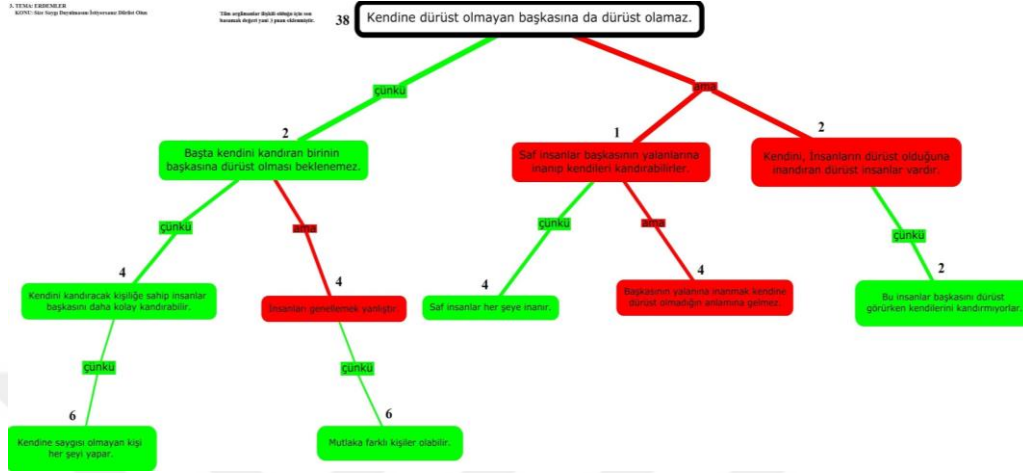 3. TEMA: ERDEMLER
KONU: Size Saygı Duyulmasını İstiyorsanız Dürüst Olun
Tüm argümanlar ilişkili olduğu için son
basamak değeri yani 3 puan eklenmiştir.
38
Kendine dürüst olmayan başkasına da dürüst olamaz.
çünkü
ama
2
Başta kendini kandıran birinin
başkasına dürüst olması beklenemez.
1
Saf insanlar başkasının yalanlarına
inanıp kendileri kandırabilirler.
2
Kendini, İnsanların dürüst olduğuna
inandıran dürüst insanlar vardır.
çünkü
ama
çünkü
ama
çünkü
4
Kendini kandıracak kişiliğe sahip insanlar
başkasını daha kolay kandırabilir.
4
İnsanları genellemek yanlıştır.
4
Saf insanlar her şeye inanır.
4
Başkasının yalanına inanmak kendine
dürüst olmadığın anlamına gelmez.
2
Bu insanlar başkasını dürüst
görürken kendilerini kandırmıyorlar.
çünkü
çünkü
6
Kendine saygısı olmayan kişi
her şeyi yapar.
6
Mutlaka farklı kişiler olabilir.